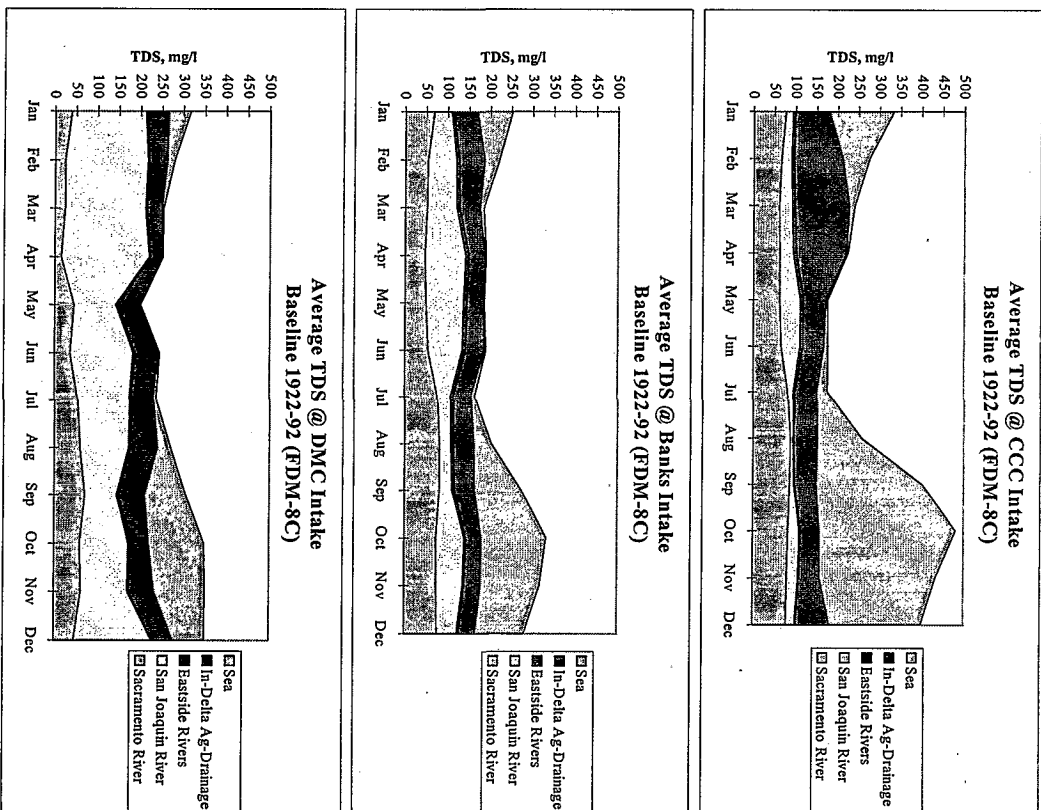 Average TDS @ CCC Intake
Baseline 1922-92 (FDM-8C)
TDS, mg/l
500
450
400
350
300
250
200
150
100
50
0
Jan
Feb
Mar
Apr
May
Jun
Jul
Aug
Sep
Oct
Nov
Dec
Sea
In-Delta Ag-Drainage
Eastside Rivers
San Joaquin River
Sacramento River
Average TDS @ Banks Intake
Baseline 1922-92 (FDM-8C)
TDS, mg/l
500
450
400
350
300
250
200
150
100
50
0
Jan
Feb
Mar
Apr
May
Jun
Jul
Aug
Sep
Oct
Nov
Dec
Sea
In-Delta Ag-Drainage
Eastside Rivers
San Joaquin River
Sacramento River
Average TDS @ DMC Intake
Baseline 1922-92 (FDM-8C)
TDS, mg/l
500
450
400
350
300
250
200
150
100
50
0
Jan
Feb
Mar
Apr
May
Jun
Jul
Aug
Sep
Oct
Nov
Dec
Sea
In-Delta Ag-Drainage
Eastside Rivers
San Joaquin River
Sacramento River